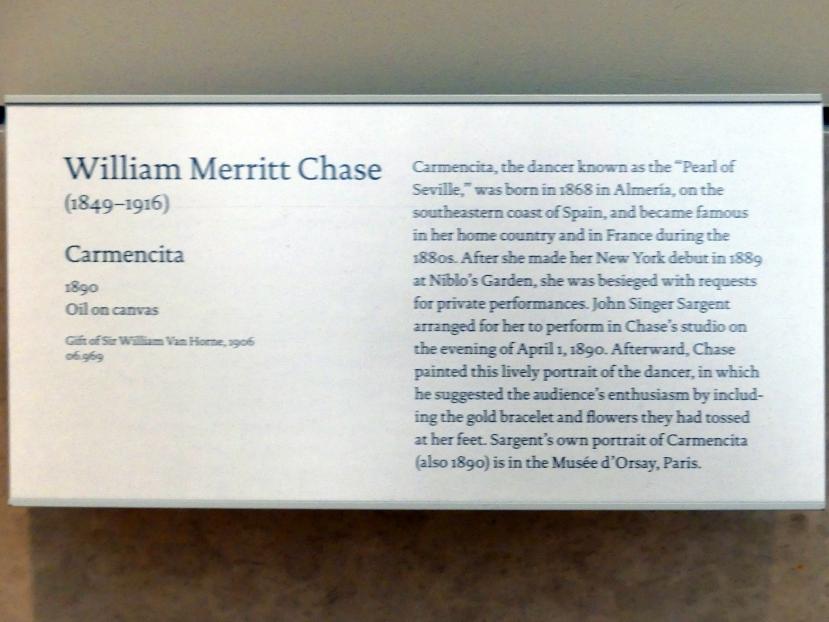 William Merritt Chase
(1849–1916)
Carmencita
1890
Oil on canvas
Gift of Sir William Van Horne, 1906
06.969
Carmencita, the dancer known as the “Pearl of
Seville,” was born in 1868 in Almería, on the
southeastern coast of Spain, and became famous
in her home country and in France during the
1880s. After she made her New York debut in 1889
at Niblo’s Garden, she was besieged with requests
for private performances. John Singer Sargent
arranged for her to perform in Chase’s studio on
the evening of April 1, 1890. Afterward, Chase
painted this lively portrait of the dancer, in which
he suggested the audience’s enthusiasm by includ-
ing the gold bracelet and flowers they had tossed
at her feet. Sargent’s own portrait of Carmencita
(also 1890) is in the Musée d’Orsay, Paris.